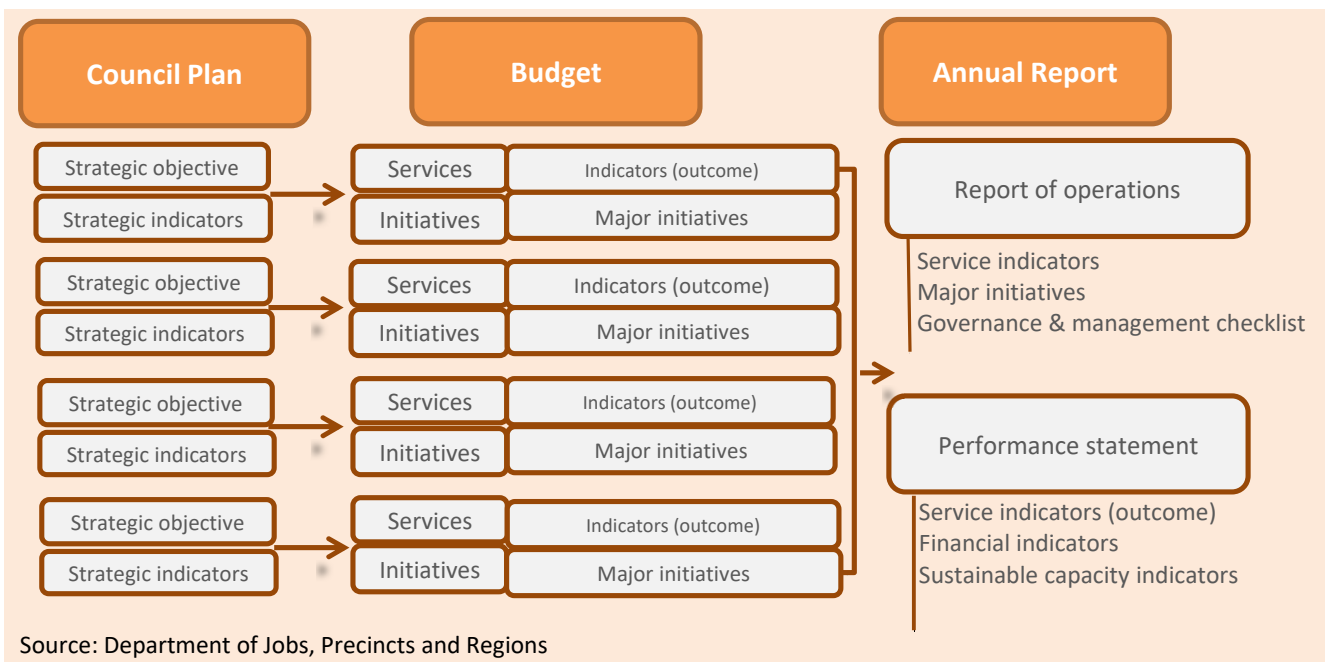 Council Plan
Budget
Annual Report
Strategic objective
Strategic indicators
Services
Indicators (outcome)
Initiatives
Major initiatives
Strategic objective
Strategic indicators
Services
Indicators (outcome)
Initiatives
Major initiatives
Strategic objective
Strategic indicators
Services
Indicators (outcome)
Initiatives
Major initiatives
Strategic objective
Strategic indicators
Services
Indicators (outcome)
Initiatives
Major initiatives
Report of operations
Service indicators
Major initiatives
Governance & management checklist
Performance statement
Service indicators (outcome)
Financial indicators
Sustainable capacity indicators
Source: Department of Jobs, Precincts and Regions